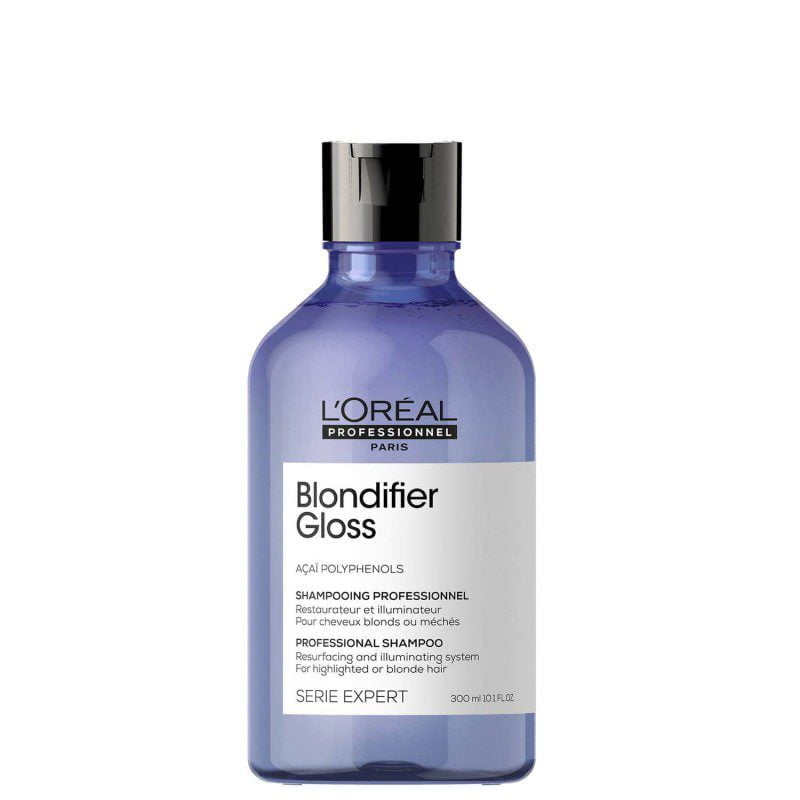 L'ORÉAL
PROFESSIONNEL
PARIS
Blondifier
Gloss
AÇAÍ POLYPHENOLS
SHAMPOOING PROFESSIONNEL
Restaurateur et illuminateur
Pour cheveux blonds ou méchés
PROFESSIONAL SHAMPOO
Resurfacing and illuminating system
For highlighted or blonde hair
SERIE EXPERT
300 ml 10.1 FL.OZ.